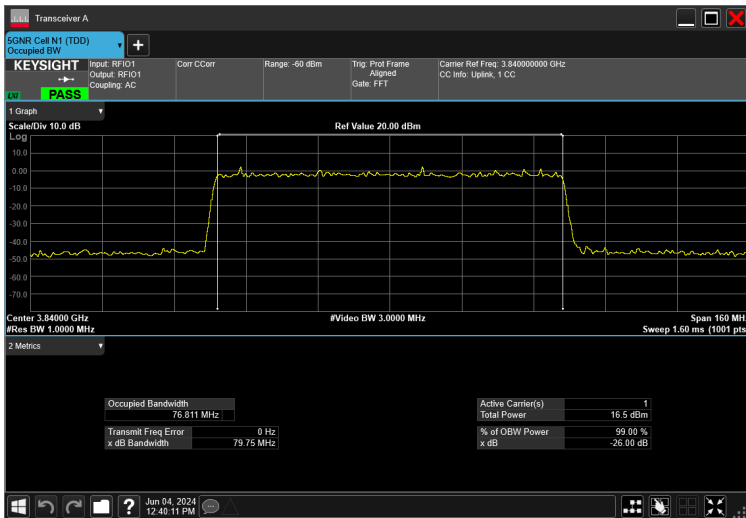 Transceiver A
5GNR Cell N1 (TDD)
Occupied BW
KEYSIGHT
LXI
PASS
Input: RFIO1
Output: RFIO1
Coupling: AC
Corr CCorr
Range: -60 dBm
Trig: Prot Frame
Aligned
Gate: FFT
Carrier Ref Freq: 3.840000000 GHz
CC Info: Uplink, 1 CC
1 Graph
Scale/Div 10.0 dB
Ref Value 20.00 dBm
Log
10.0
0.00
-10.0
-20.0
-30.0
-40.0
-50.0
-60.0
-70.0
Center 3.84000 GHz
#Video BW 3.0000 MHz
Span 160 MH
#Res BW 1.0000 MHz
Sweep 1.60 ms (1001 pts
2 Metrics
Occupied Bandwidth
76.811 MHz
Transmit Freq Error 0 Hz
x dB Bandwidth 79.75 MHz
Active Carrier(s) 1
Total Power 16.5 dBm
% of OBW Power 99.00 %
x dB -26.00 dB
?
Jun 04, 2024
12:40:11 PM